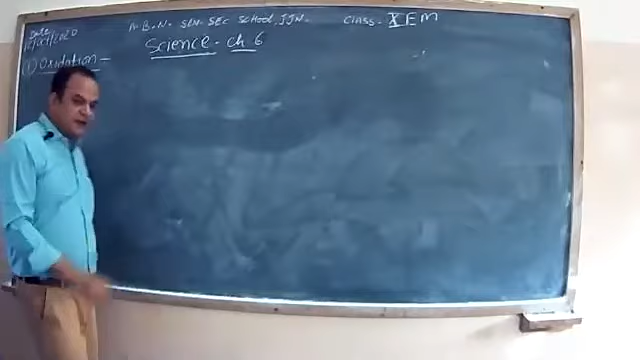 Date
B.N. SEN. SEC SCHOOL, JJN. Class- X EM
Science - Ch 6
(1) Oxidation -